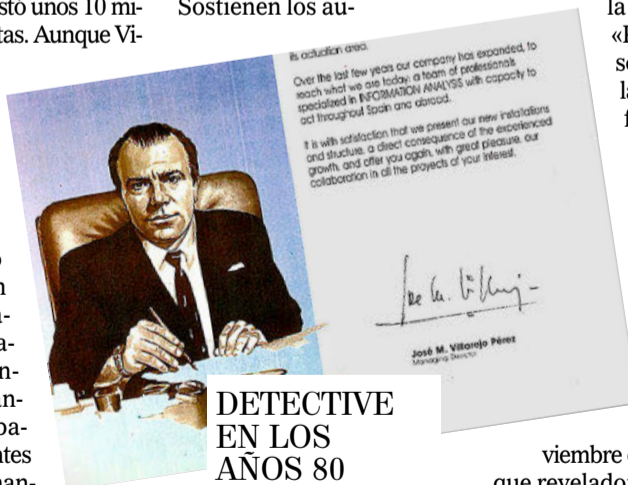 stó unos 10 mi-
tas. Aunque Vi-
Sostienen los au-
la
its actuation area.
Over the last few years our company has expanded, to
reach what we are today: a team of professionals
specialized in INFORMATION ANALYSIS with capacity to
act throughout Spain and abroad.
It is with satisfaction that we present our new installations
and structure, a direct consequence of the experienced
growth, and offer you again, with great pleasure, our
collaboration in all the proyects of your interest.
José M. Villarejo Pérez
Managing Director
DETECTIVE
EN LOS
AÑOS 80
viembre
que revelador